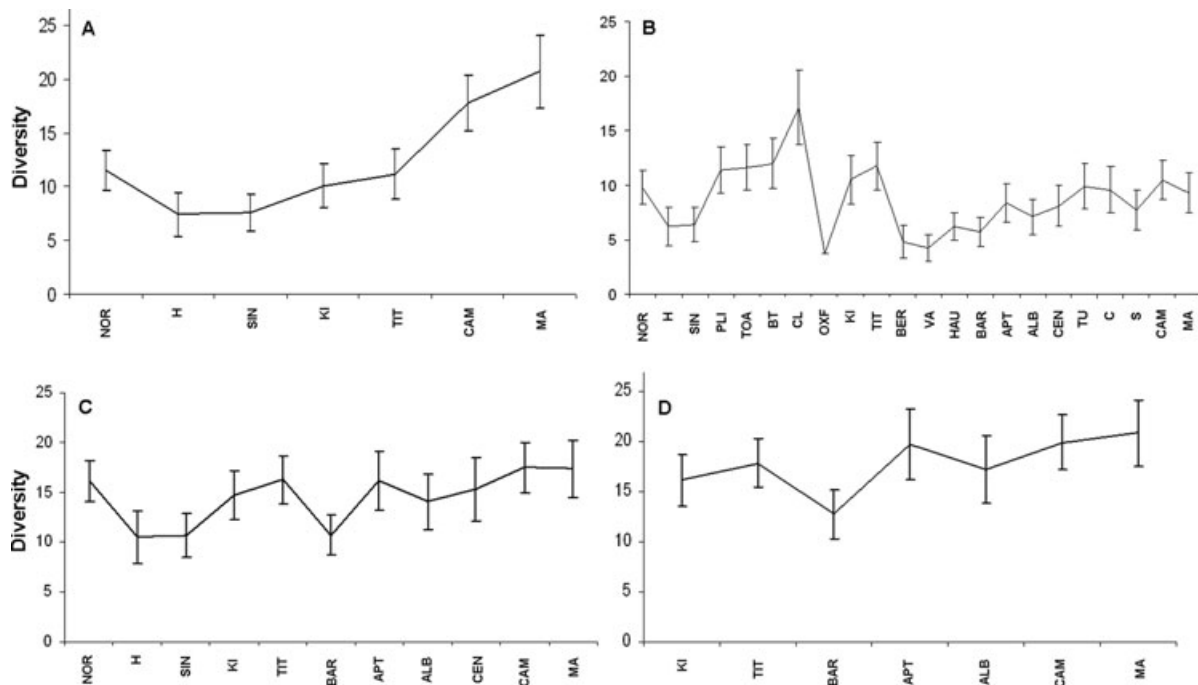 A
Diversity
25
20
15
10
5
0
NOR H SIN KI TIT CAM MA
B
25
20
15
10
5
0
NOR H SIN PLI TOA BT CL OXF KI TIT BER VA HAU BAR APT ALB CEN TU C S CAM MA
C
Diversity
25
20
15
10
5
0
NOR H SIN KI TIT BAR APT ALB CEN CAM MA
D
25
20
15
10
5
0
KI TIT BAR APT ALB CAM MA